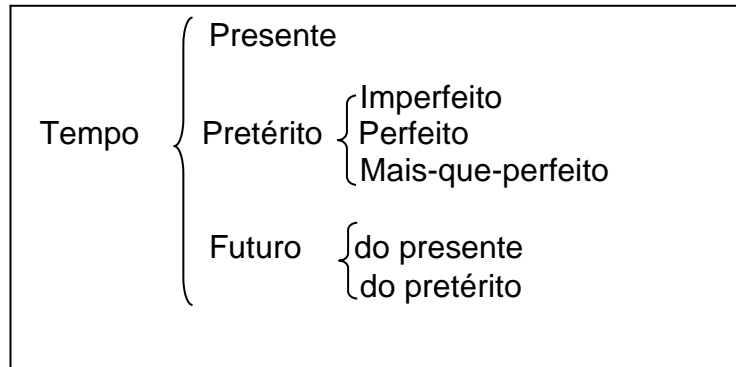 Presente
Imperfeito
Tempo Pretérito Perfeito
Mais-que-perfeito
Futuro do presente
do pretérito